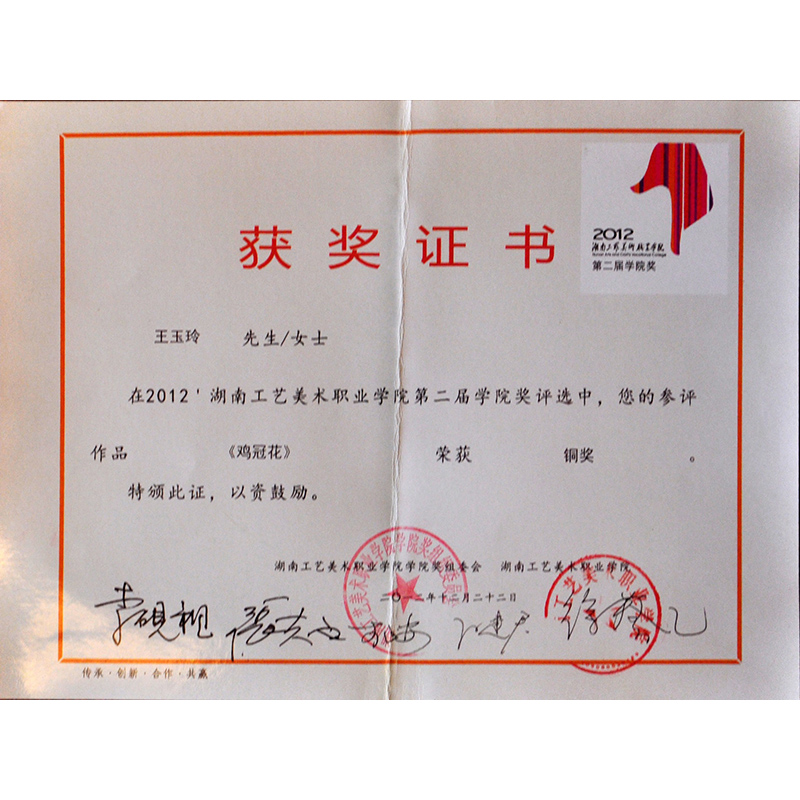 2012
湖南工艺美术职业学院
Hunan Arts and Crafts Vocational College
第二届学院奖
获奖证书
王玉玲 先生/女士
在2012'湖南工艺美术职业学院第二届学院奖评选中，您的参评
作品 《鸡冠花》 荣获 铜奖 。
特颁此证，以资鼓励。
湖南工艺美术职业学院学院奖组委会 湖南工艺美术职业学院
二〇一二年十二月二十二日
传承·创新·合作·共赢